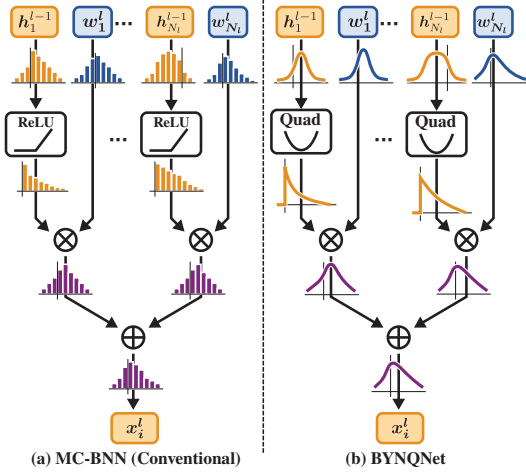 h_1^{l-1} w_1^l ... h_{N_l}^{l-1} w_{N_l}^l
h_1^{l-1} w_1^l ... h_{N_l}^{l-1} w_{N_l}^l
ReLU ... ReLU
Quad ... Quad
x_i^l
x_i^l
(a) MC-BNN (Conventional)
(b) BYNQNet